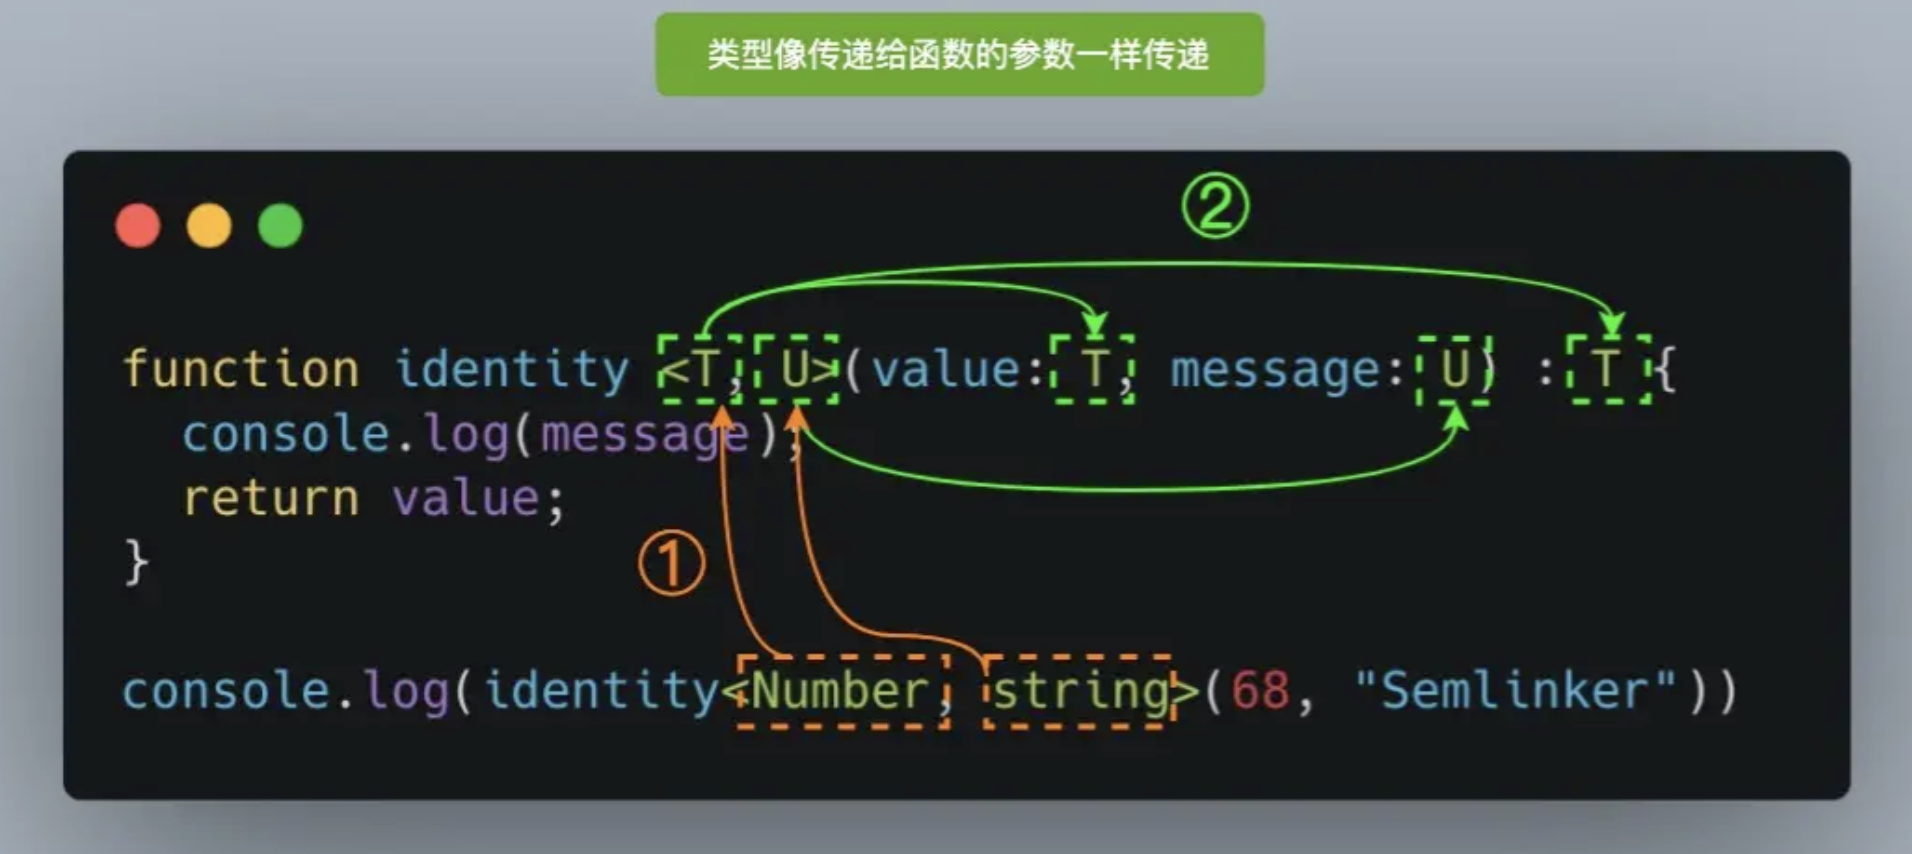 类型像传递给函数的参数一样传递
②
function identity <T, U>(value: T, message: U) : T {
console.log(message);
return value;
}
①
console.log(identity<Number, string>(68, "Semlinker"))